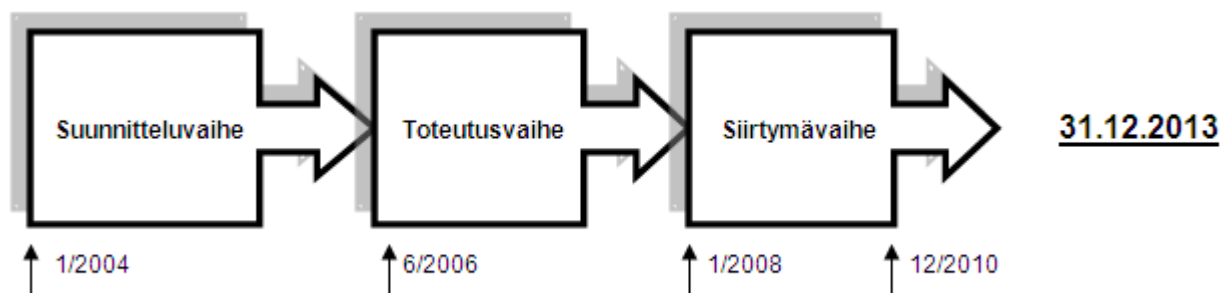 Suunnitteluvaihe
Toteutusvaihe
Siirtymävaihe
31.12.2013
1/2004
6/2006
1/2008
12/2010